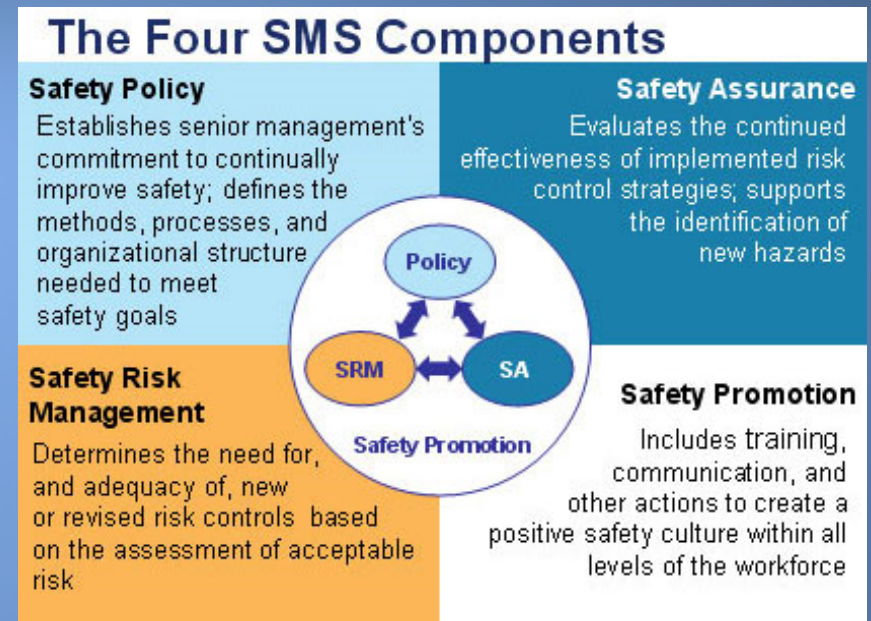 The Four SMS Components
Safety Policy
Establishes senior management's
commitment to continually
improve safety; defines the
methods, processes, and
organizational structure
needed to meet
safety goals
Safety Assurance
Evaluates the continued
effectiveness of implemented risk
control strategies; supports
the identification of
new hazards
Policy
SRM
SA
Safety Promotion
Safety Risk
Management
Determines the need for,
and adequacy of, new
or revised risk controls based
on the assessment of acceptable
risk
Safety Promotion
Includes training,
communication, and
other actions to create a
positive safety culture within all
levels of the workforce